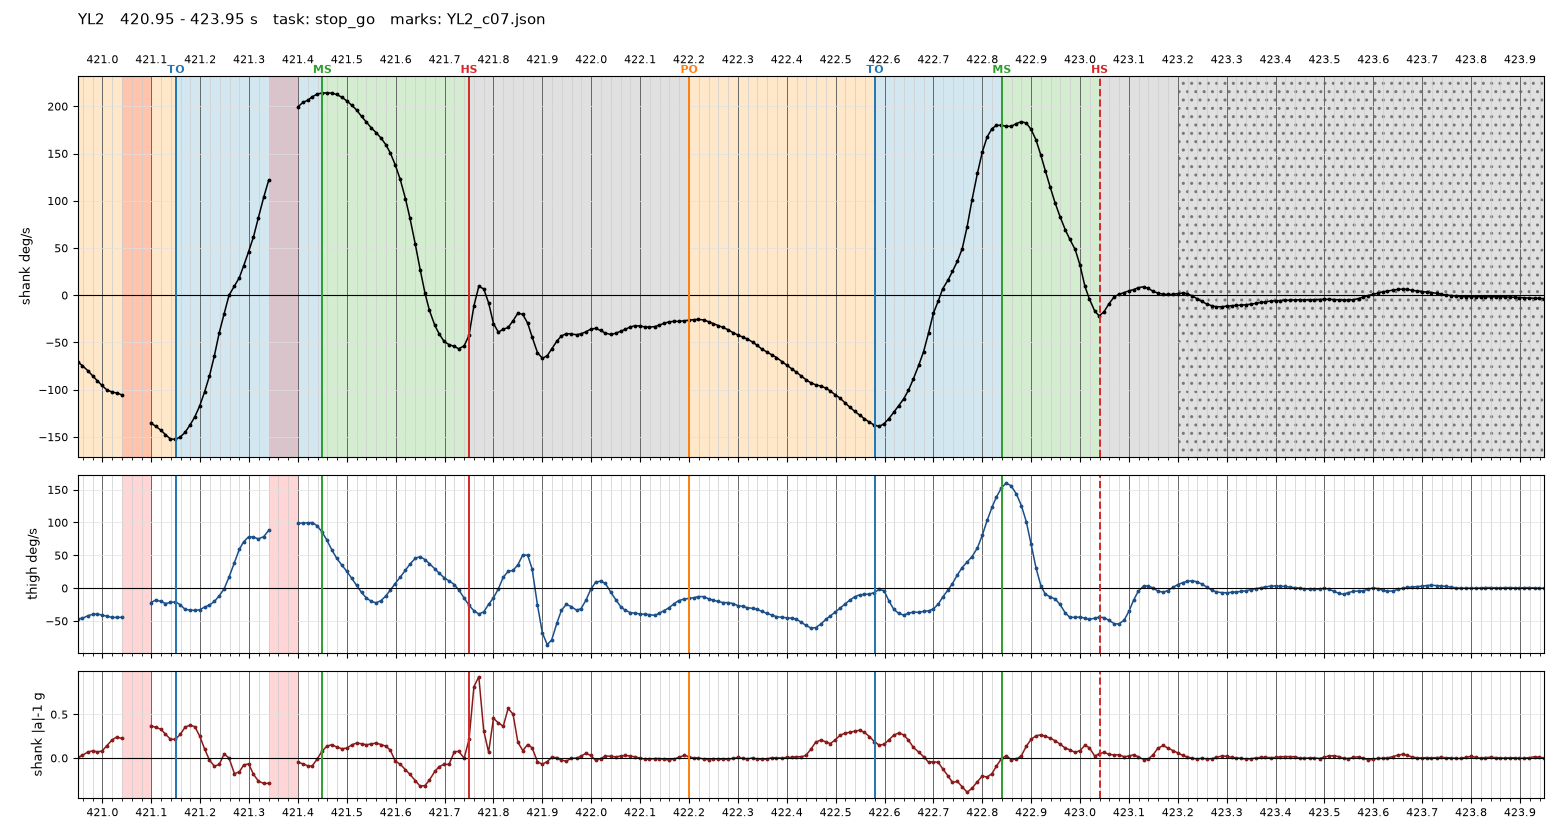 YL2 420.95 - 423.95 s task: stop_go marks: YL2_c07.json
421.0 421.1 421.2 421.3 421.4 421.5 421.6 421.7 421.8 421.9 422.0 422.1 422.2 422.3 422.4 422.5 422.6 422.7 422.8 422.9 423.0 423.1 423.2 423.3 423.4 423.5 423.6 423.7 423.8 423.9
TO MS HS PO TO MS HS
shank deg/s
200
150
100
50
0
−50
−100
−150
thigh deg/s
150
100
50
0
−50
shank |a|-1 g
0.5
0.0
421.0 421.1 421.2 421.3 421.4 421.5 421.6 421.7 421.8 421.9 422.0 422.1 422.2 422.3 422.4 422.5 422.6 422.7 422.8 422.9 423.0 423.1 423.2 423.3 423.4 423.5 423.6 423.7 423.8 423.9